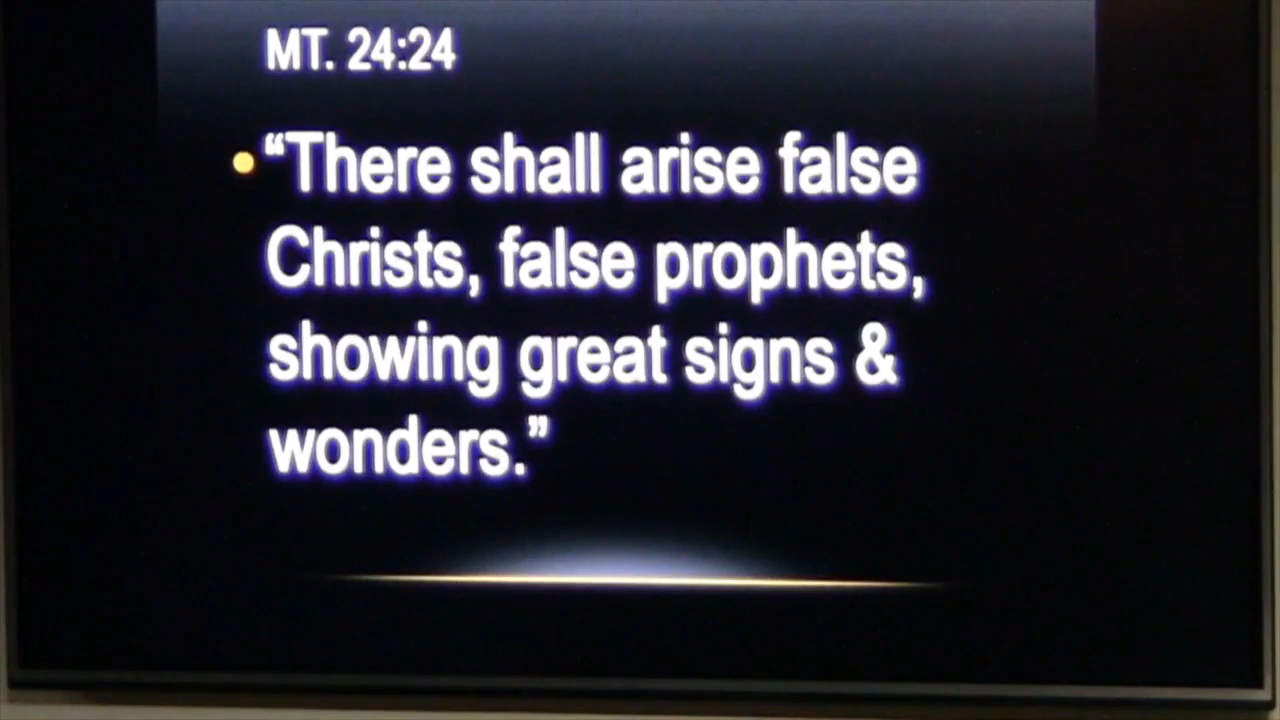 MT. 24:24
“There shall arise false
Christs, false prophets,
showing great signs &
wonders.”